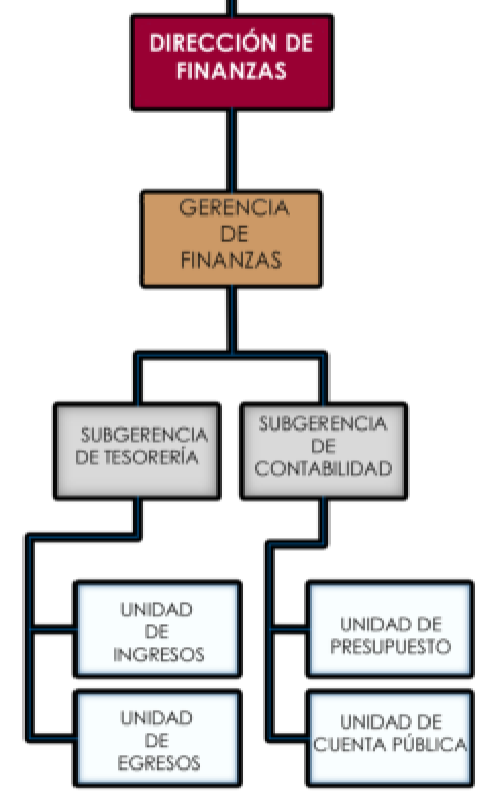 DIRECCIÓN DE
FINANZAS
GERENCIA
DE
FINANZAS
SUBGERENCIA
DE TESORERÍA
SUBGERENCIA
DE
CONTABILIDAD
UNIDAD
DE
INGRESOS
UNIDAD DE
PRESUPUESTO
UNIDAD
DE
EGRESOS
UNIDAD DE
CUENTA PÚBLICA